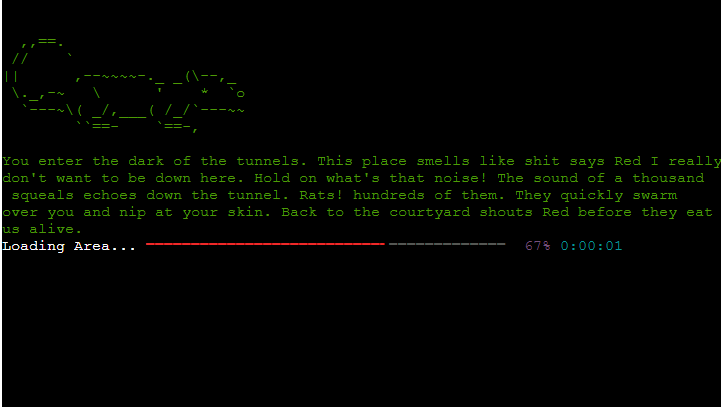 You enter the dark of the tunnels. This place smells like shit says Red I really
don't want to be down here. Hold on what's that noise! The sound of a thousand
squeals echoes down the tunnel. Rats! hundreds of them. They quickly swarm
over you and nip at your skin. Back to the courtyard shouts Red before they eat
us alive.
Loading Area... 67% 0:00:01